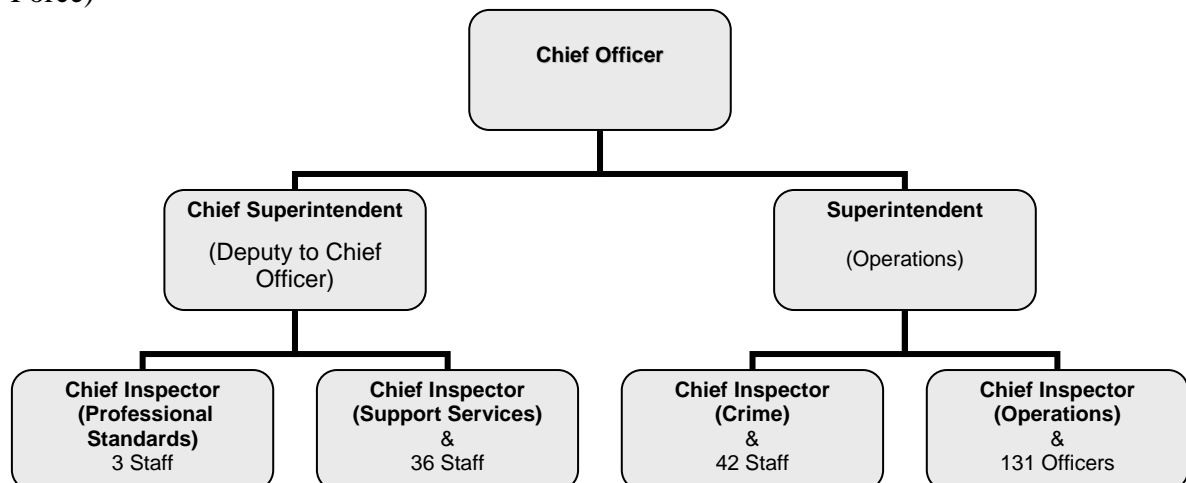 Force)
Chief Officer
Chief Superintendent
(Deputy to Chief
Officer)
Superintendent
(Operations)
Chief Inspector
(Professional
Standards)
3 Staff
Chief Inspector
(Support Services)
&
36 Staff
Chief Inspector
(Crime)
&
42 Staff
Chief Inspector
(Operations)
&
131 Officers